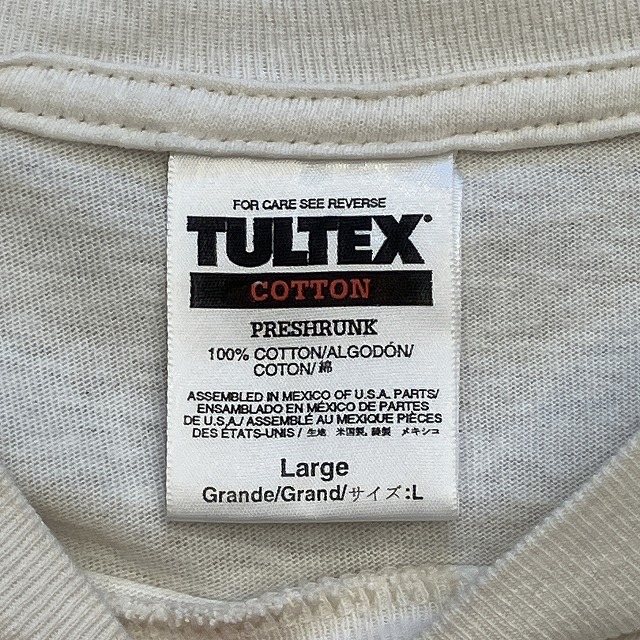 FOR CARE SEE REVERSE
TULTEX®
COTTON
PRESHRUNK
100% COTTON/ALGODÓN/
COTON/綿
ASSEMBLED IN MEXICO OF U.S.A. PARTS/
ENSAMBLADO EN MÉXICO DE PARTES
DE U.S.A./ ASSEMBLÉ AU MEXIQUE PIÈCES
DES ÉTATS-UNIS / 生地 米国製, 縫製 メキシコ
Large
Grande/Grand/サイズ:L